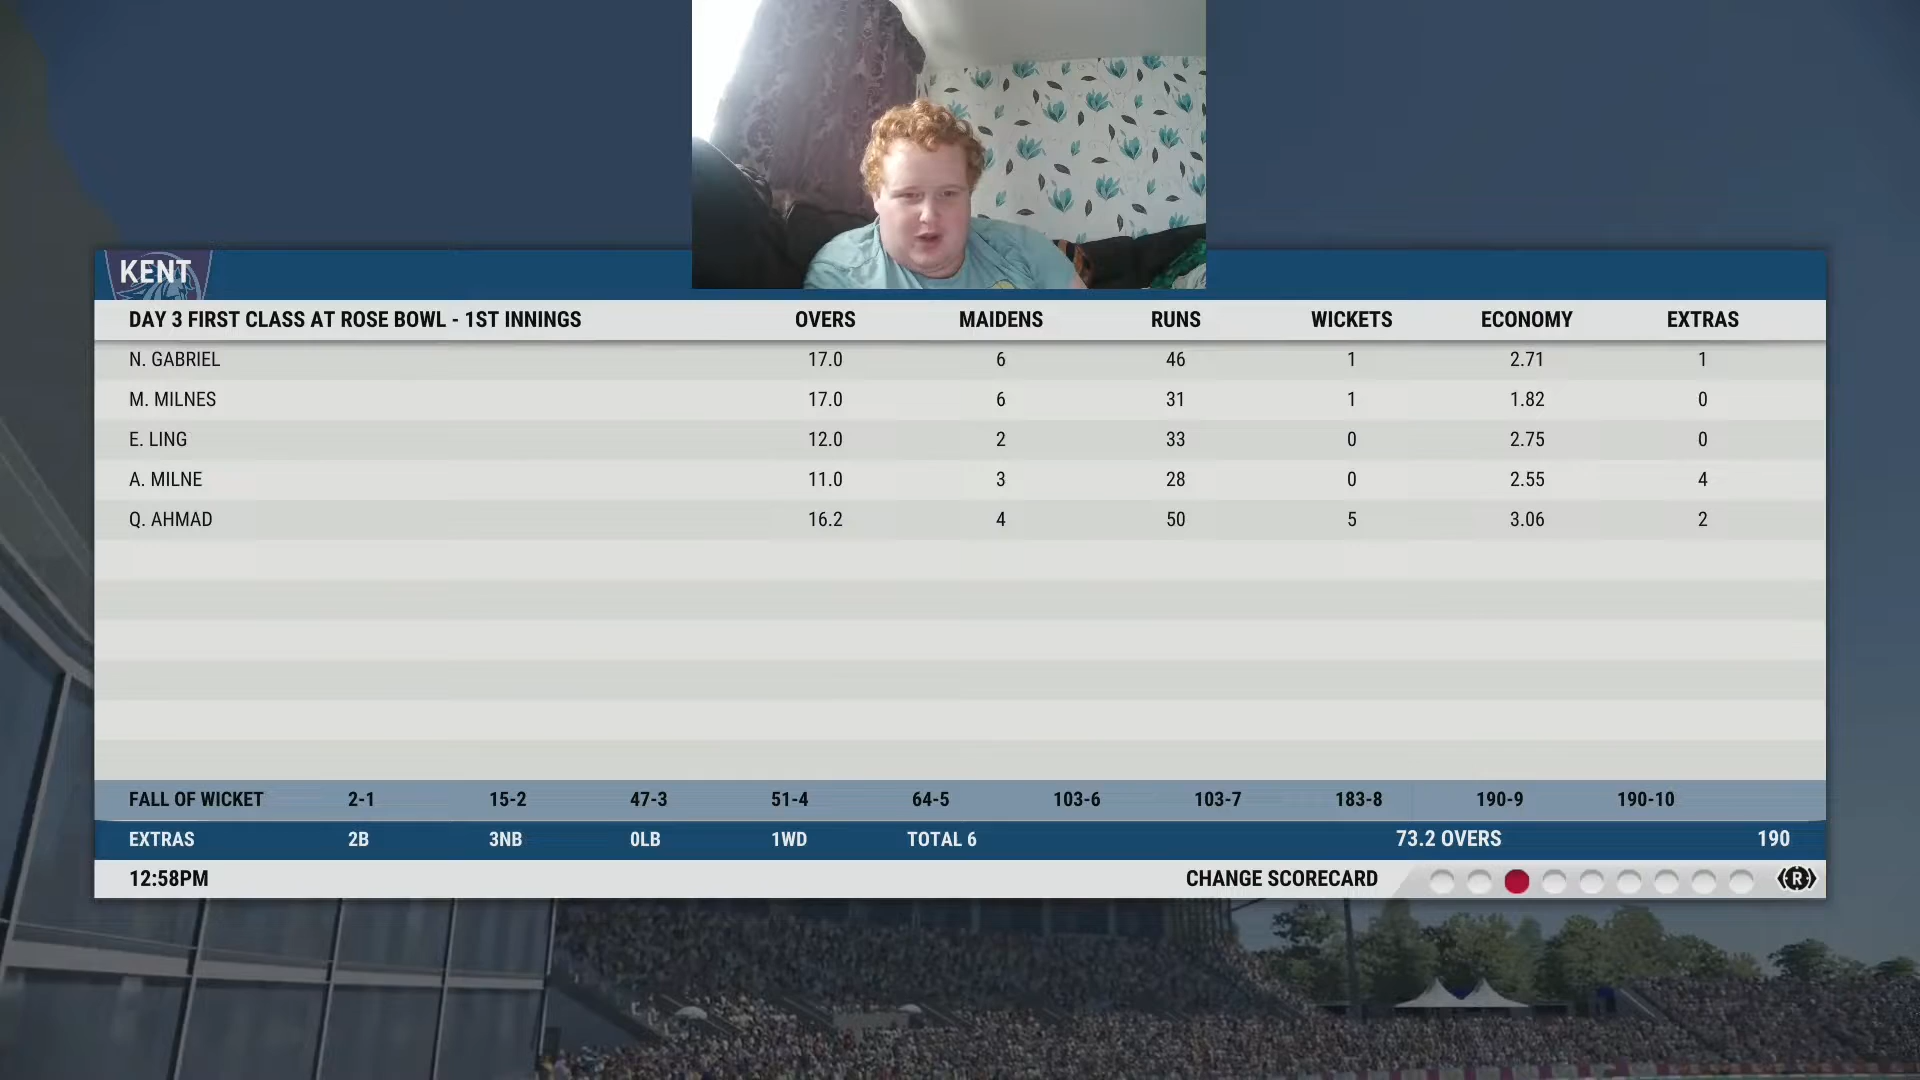 KENT
DAY 3 FIRST CLASS AT ROSE BOWL - 1ST INNINGS OVERS MAIDENS RUNS WICKETS ECONOMY EXTRAS
N. GABRIEL 17.0 6 46 1 2.71 1
M. MILNES 17.0 6 31 1 1.82 0
E. LING 12.0 2 33 0 2.75 0
A. MILNE 11.0 3 28 0 2.55 4
Q. AHMAD 16.2 4 50 5 3.06 2
FALL OF WICKET 2-1 15-2 47-3 51-4 64-5 103-6 103-7 183-8 190-9 190-10
EXTRAS 2B 3NB 0LB 1WD TOTAL 6 73.2 OVERS 190
12:58PM CHANGE SCORECARD R